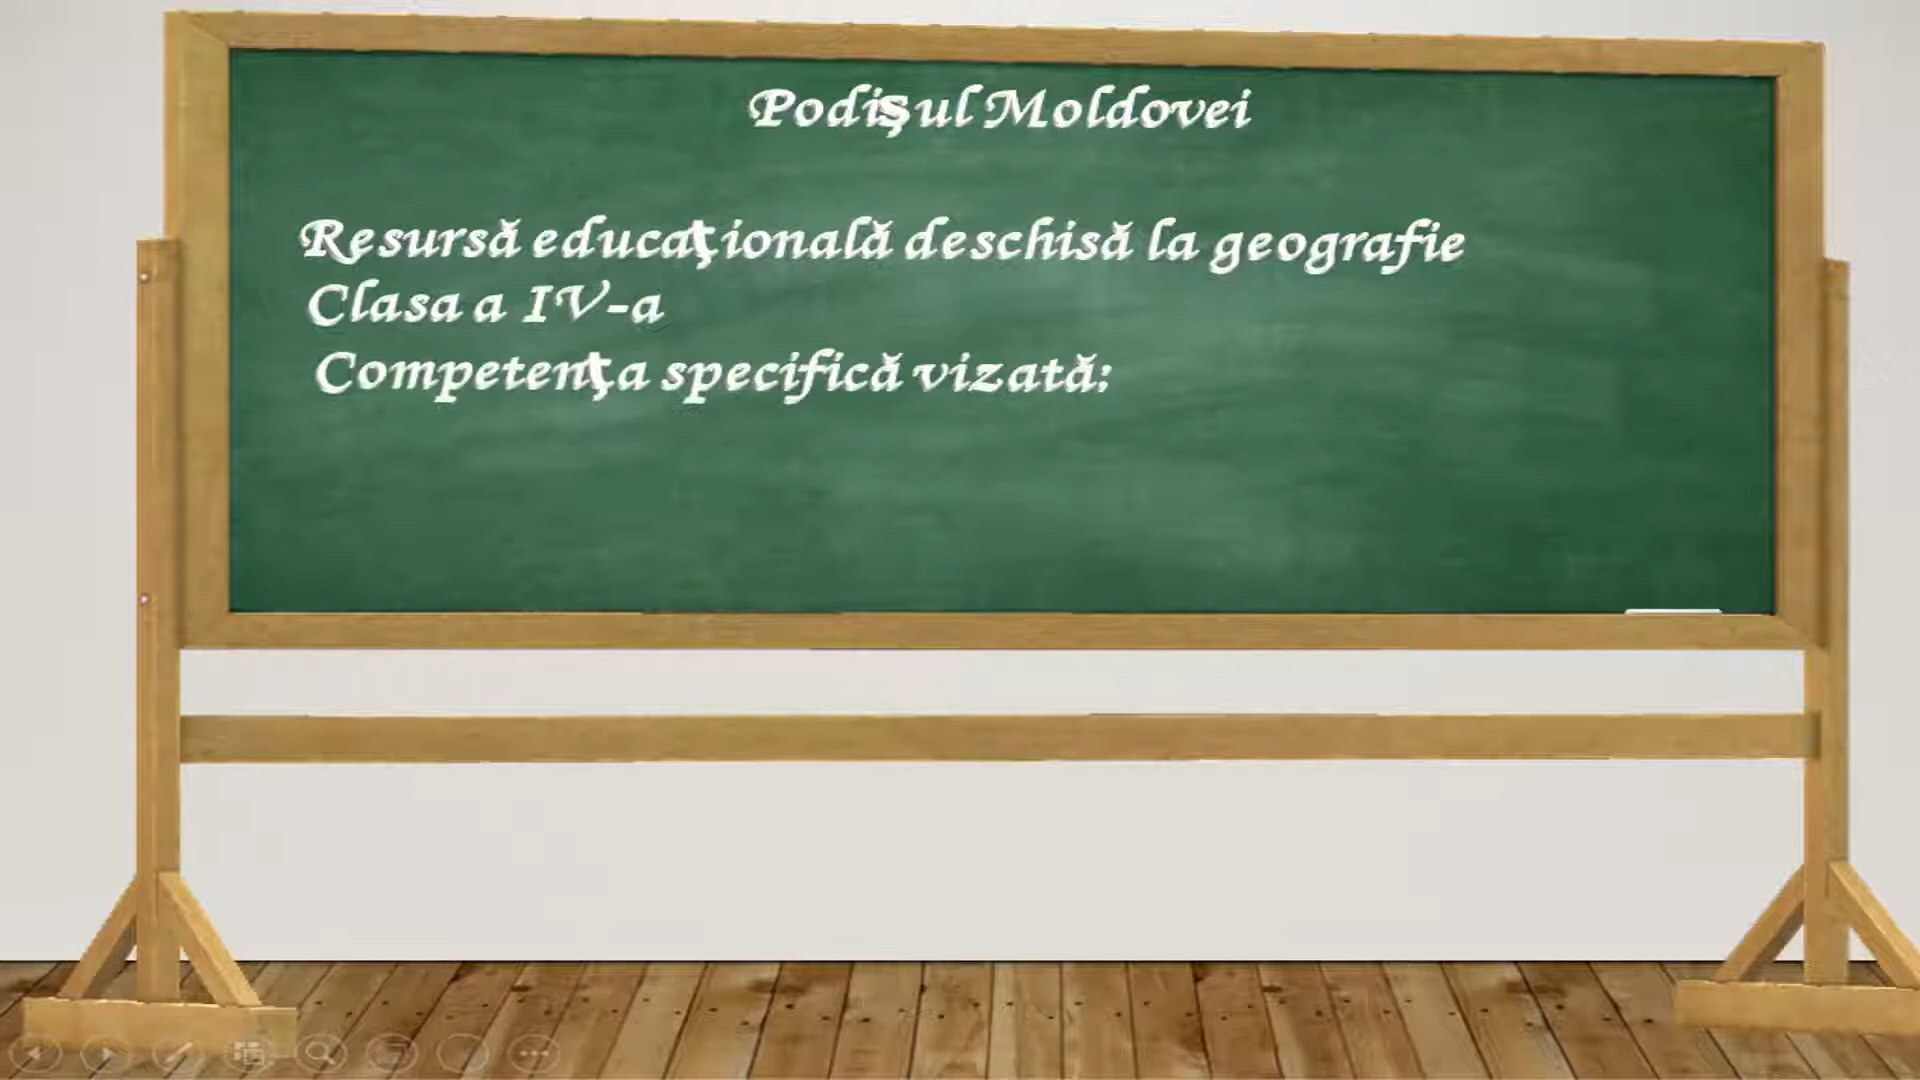 Podişul Moldovei
Resursă educaţională deschisă la geografie
Clasa a IV-a
Competenţa specifică vizată: